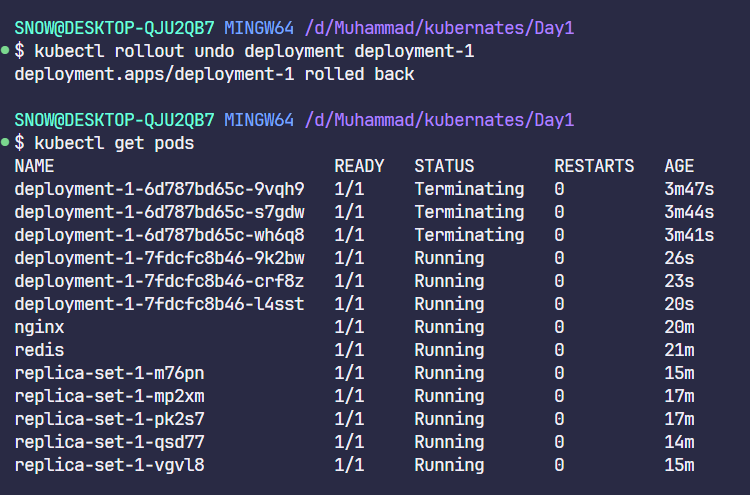 SNOW@DESKTOP-QJU2QB7 MINGW64 /d/Muhammad/kubernates/Day1
$ kubectl rollout undo deployment deployment-1
deployment.apps/deployment-1 rolled back
SNOW@DESKTOP-QJU2QB7 MINGW64 /d/Muhammad/kubernates/Day1
$ kubectl get pods
NAME READY STATUS RESTARTS AGE
deployment-1-6d787bd65c-9vqh9 1/1 Terminating 0 3m47s
deployment-1-6d787bd65c-s7gdw 1/1 Terminating 0 3m44s
deployment-1-6d787bd65c-wh6q8 1/1 Terminating 0 3m41s
deployment-1-7fdcfc8b46-9k2bw 1/1 Running 0 26s
deployment-1-7fdcfc8b46-crf8z 1/1 Running 0 23s
deployment-1-7fdcfc8b46-l4sst 1/1 Running 0 20s
nginx 1/1 Running 0 20m
redis 1/1 Running 0 21m
replica-set-1-m76pn 1/1 Running 0 15m
replica-set-1-mp2xm 1/1 Running 0 17m
replica-set-1-pk2s7 1/1 Running 0 17m
replica-set-1-qsd77 1/1 Running 0 14m
replica-set-1-vgvl8 1/1 Running 0 15m